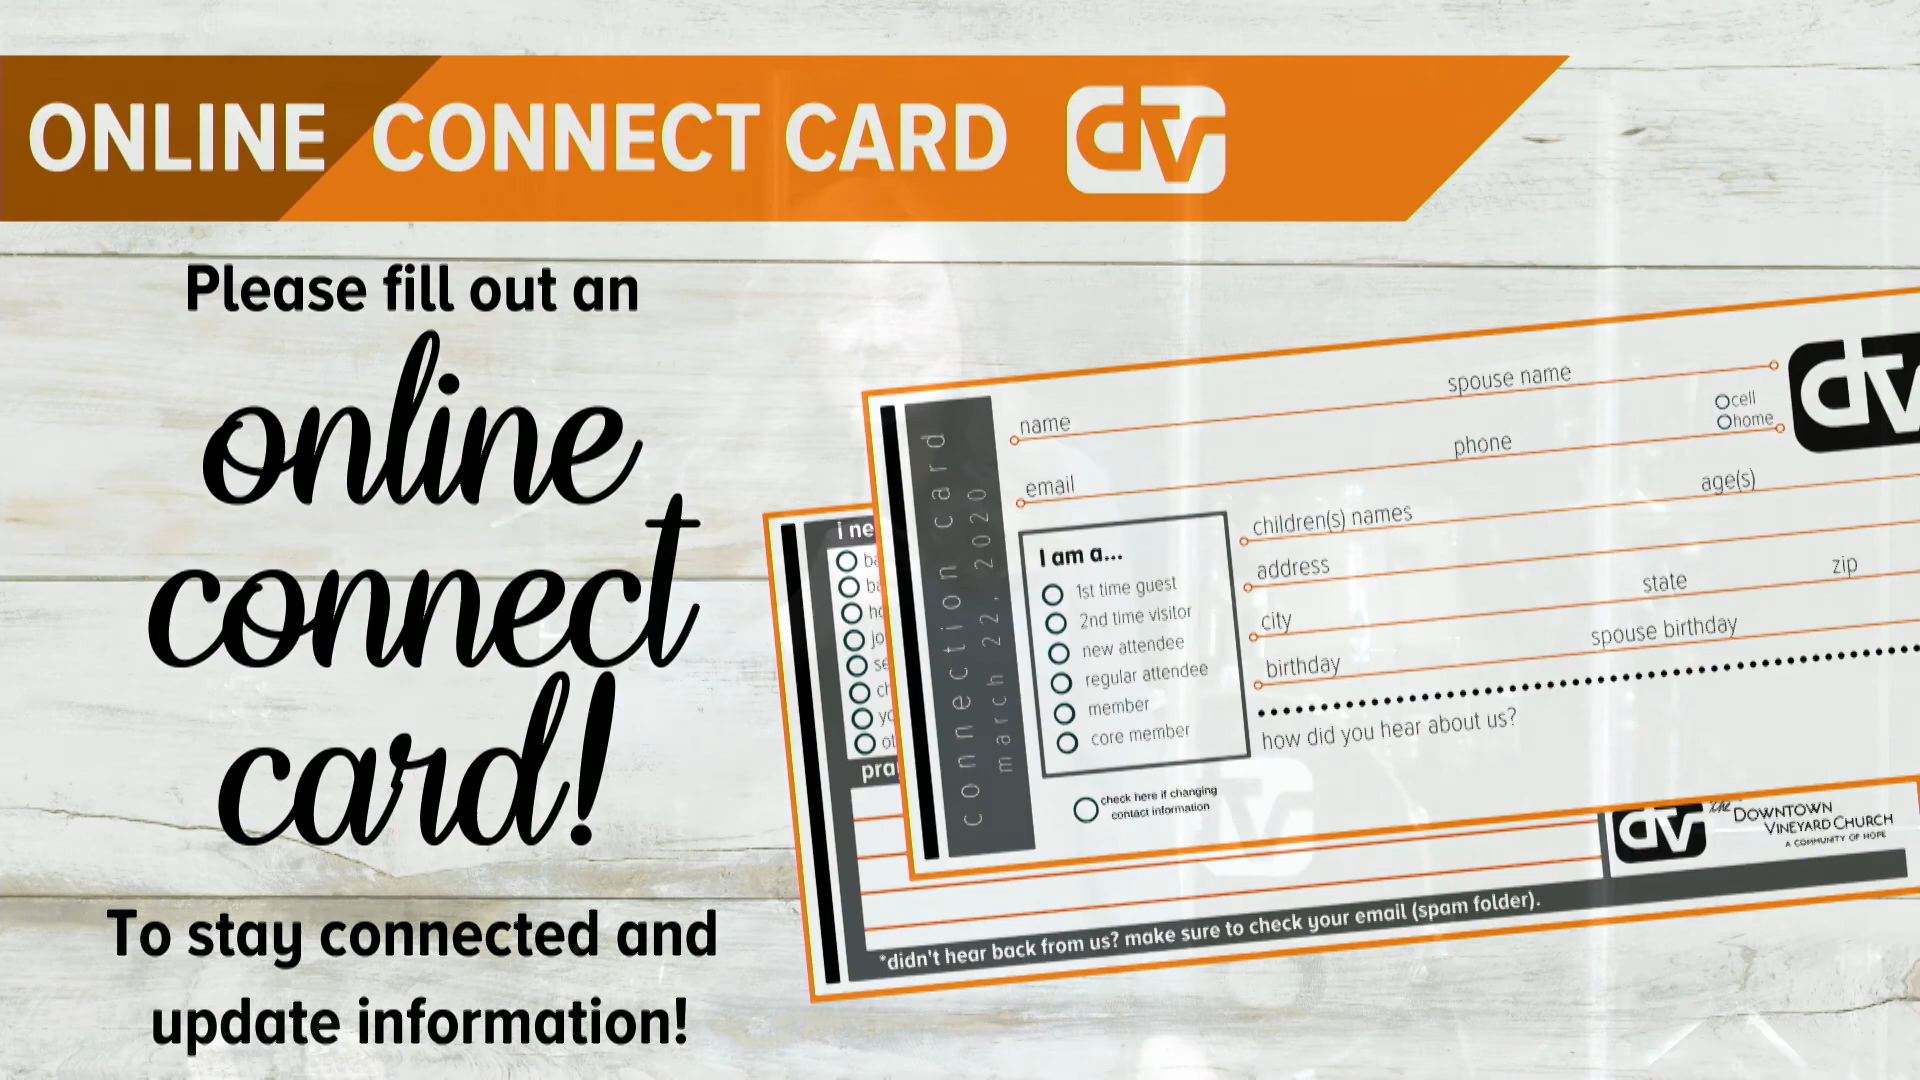 ONLINE CONNECT CARD
Please fill out an
online
connect
card!
To stay connected and
update information!
connection card
march 22, 2020
name
spouse name
email
phone
cell
home
children(s) names
age(s)
address
city
state
zip
birthday
spouse birthday
how did you hear about us?
I am a...
1st time guest
2nd time visitor
new attendee
regular attendee
member
core member
check here if changing
contact information
the DOWNTOWN
VINEYARD CHURCH
A COMMUNITY OF HOPE
*didn't hear back from us? make sure to check your email (spam folder).